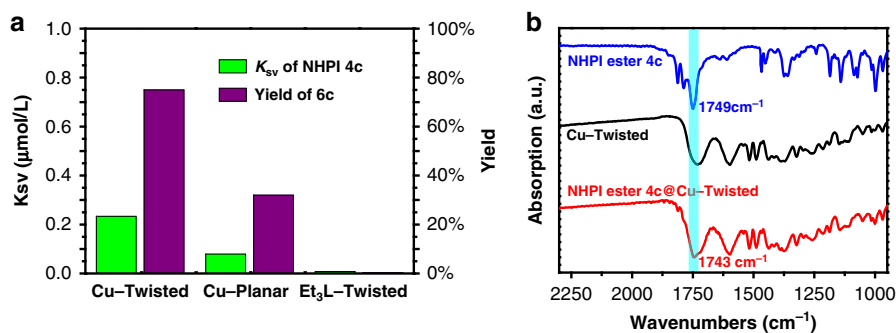 a
1.0
0.8
0.6
0.4
0.2
0.0
Ksv (µmol/L)
Ksv of NHPI 4c
Yield of 6c
100%
80%
60%
40%
20%
0%
Yield
Cu–Twisted
Cu–Planar
Et₃L–Twisted
b
Absorption (a.u.)
NHPI ester 4c
1749cm⁻¹
Cu–Twisted
NHPI ester 4c@Cu–Twisted
1743 cm⁻¹
2250
2000
1750
1500
1250
1000
Wavenumbers (cm⁻¹)